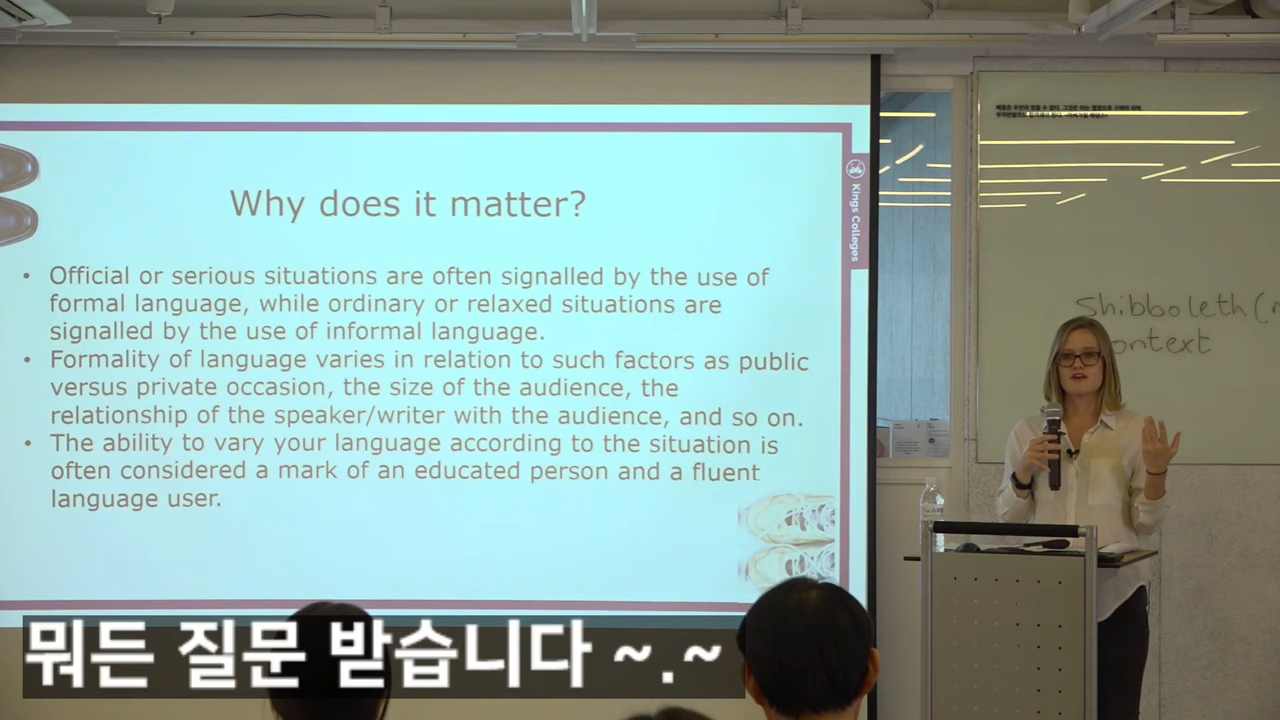 Why does it matter?
• Official or serious situations are often signalled by the use of
formal language, while ordinary or relaxed situations are
signalled by the use of informal language.
• Formality of language varies in relation to such factors as public
versus private occasion, the size of the audience, the
relationship of the speaker/writer with the audience, and so on.
• The ability to vary your language according to the situation is
often considered a mark of an educated person and a fluent
language user.
Kings Colleges
Shibboleth
ontext
뭐든 질문 받습니다 ~.~